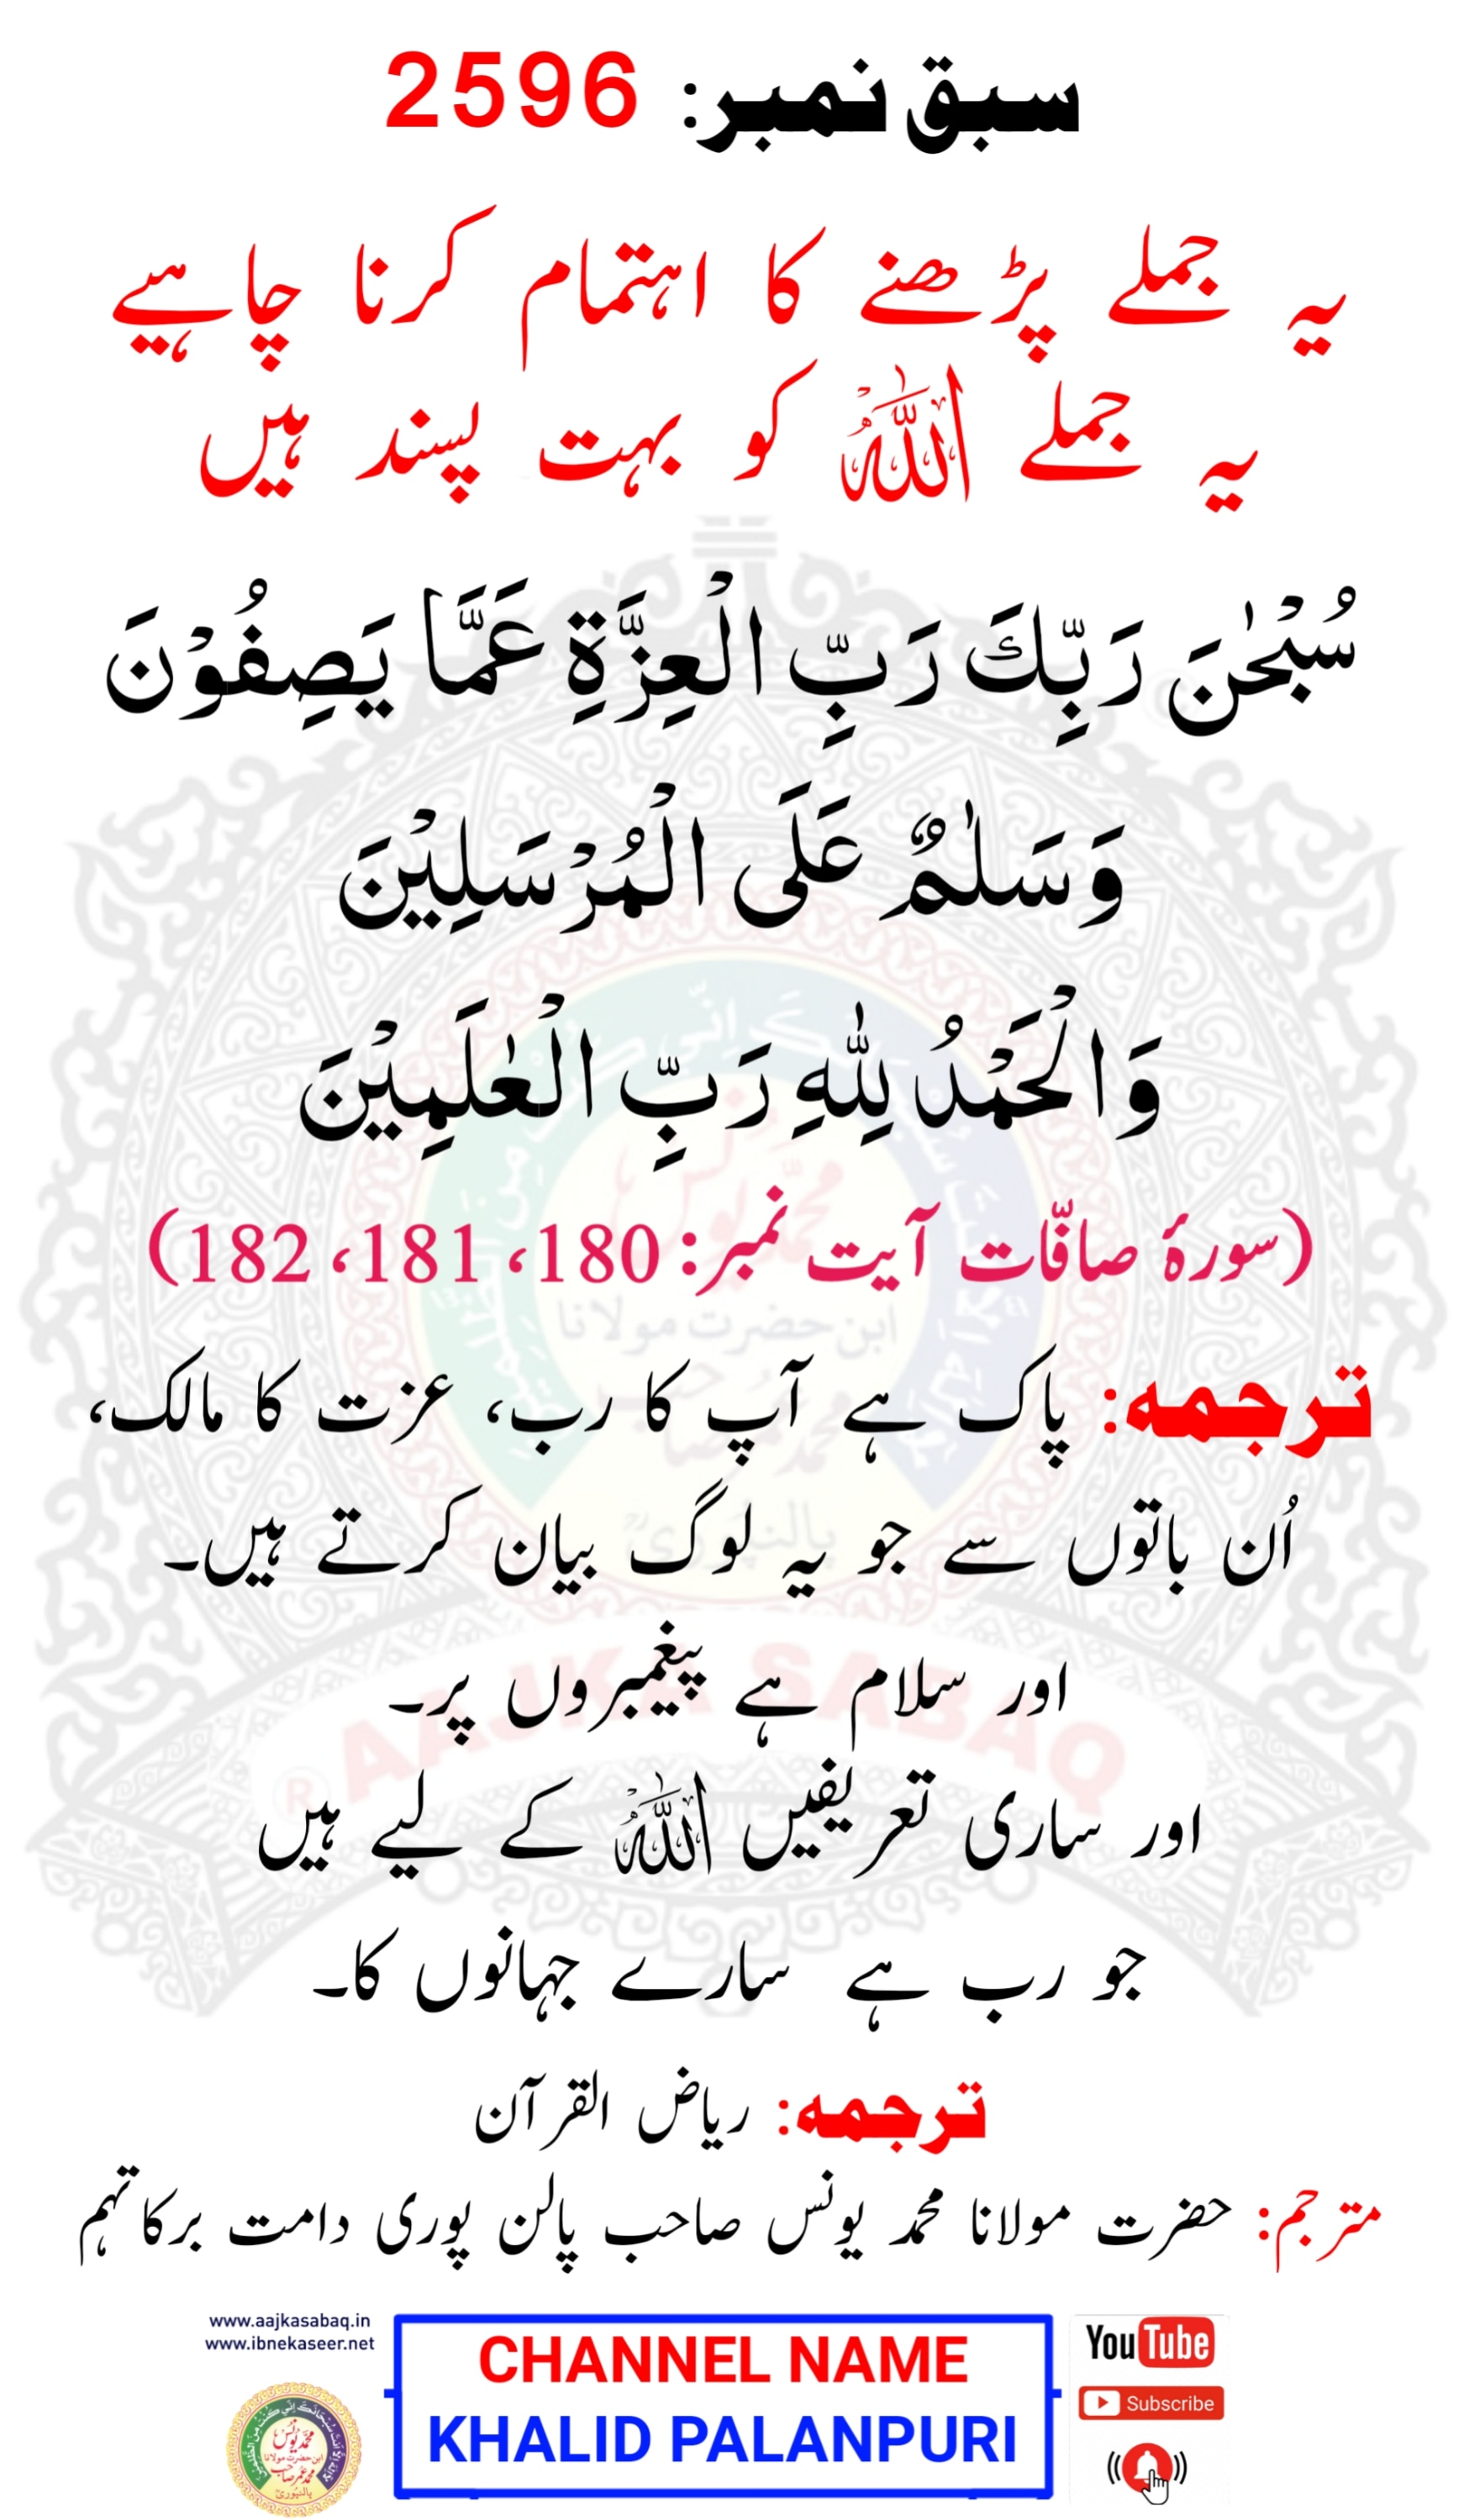 سبق نمبر: 2596
یہ جملے پڑھنے کا اہتمام کرنا چاہیے
یہ جملے اللّٰہ کو بہت پسند ہیں
سُبْحٰنَ رَبِّكَ رَبِّ الْعِزَّةِ عَمَّا يَصِفُوْنَ
وَسَلٰمٌ عَلَى الْمُرْسَلِيْنَ
وَالْحَمْدُ لِلّٰهِ رَبِّ الْعٰلَمِيْنَ
(سورۂ صافّات آیت نمبر: 180، 181، 182)
ترجمہ: پاک ہے آپ کا رب، عزت کا مالک،
اُن باتوں سے جو یہ لوگ بیان کرتے ہیں۔
اور سلام ہے پیغمبروں پر۔
AAJKA SABAQ ®
اور ساری تعریفیں اللّٰہ کے لیے ہیں
جو رب ہے سارے جہانوں کا۔
ترجمہ: ریاض القرآن
مترجم: حضرت مولانا محمد یونس صاحب پالن پوری دامت برکاتہم
www.aajkasabaq.in
www.ibnekaseer.net
CHANNEL NAME
KHALID PALANPURI
YouTube
Subscribe